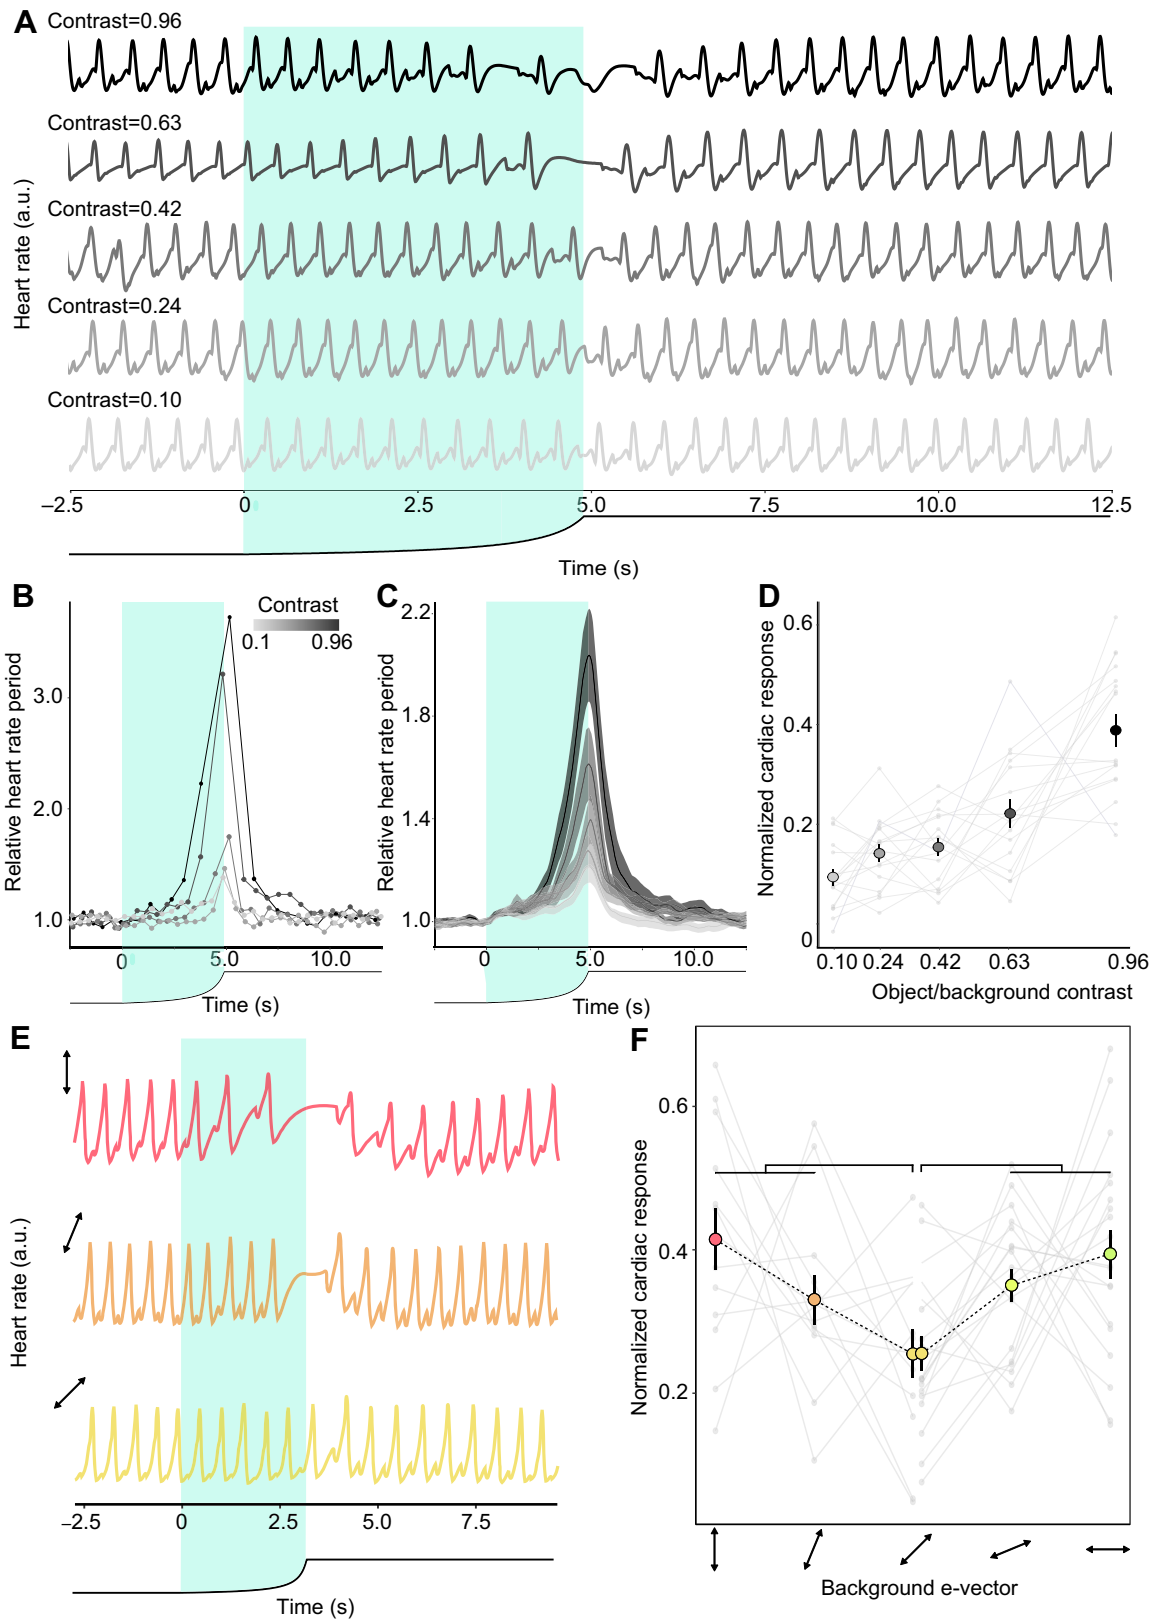 A
Contrast=0.96
Contrast=0.63
Contrast=0.42
Contrast=0.24
Contrast=0.10
Heart rate (a.u.)
–2.5 0 2.5 5.0 7.5 10.0 12.5
Time (s)
B
Contrast
0.1 0.96
Relative heart rate period
3.0
2.0
1.0
0 5.0 10.0
Time (s)
C
Relative heart rate period
2.2
1.8
1.4
1.0
0 5.0 10.0
Time (s)
D
Normalized cardiac response
0.6
0.4
0.2
0
0.10 0.24 0.42 0.63 0.96
Object/background contrast
E
Heart rate (a.u.)
–2.5 0 2.5 5.0 7.5
Time (s)
F
Normalized cardiac response
0.6
0.4
0.2
Background e-vector